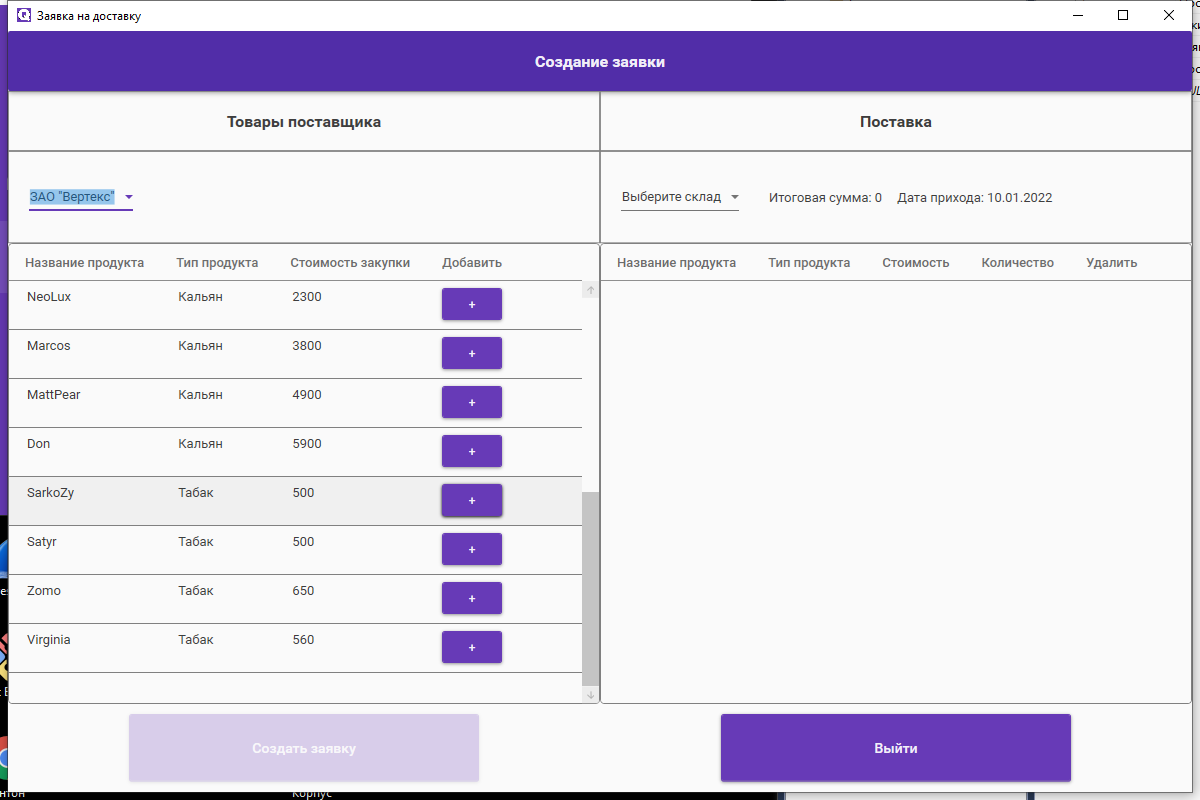 Заявка на доставку
Создание заявки
Товары поставщика
Поставка
ЗАО "Вертекс"
Выберите склад Итоговая сумма: 0 Дата прихода: 10.01.2022
Название продукта Тип продукта Стоимость закупки Добавить
Название продукта Тип продукта Стоимость Количество Удалить
NeoLux Кальян 2300 +
Marcos Кальян 3800 +
MattPear Кальян 4900 +
Don Кальян 5900 +
SarkoZy Табак 500 +
Satyr Табак 500 +
Zomo Табак 650 +
Virginia Табак 560 +
Создать заявку
Выйти
Корпус